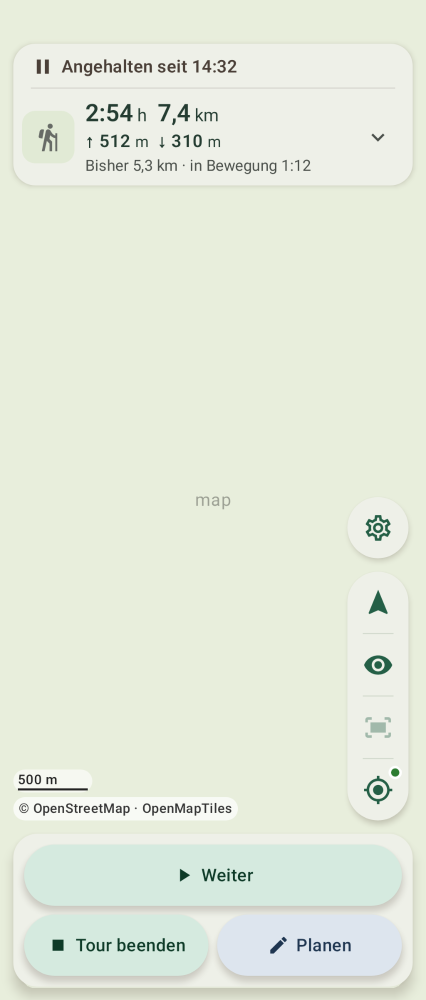 Angehalten seit 14:32
2:54 h 7,4 km
↑ 512 m ↓ 310 m
Bisher 5,3 km · in Bewegung 1:12
map
500 m
© OpenStreetMap · OpenMapTiles
Weiter
Tour beenden
Planen